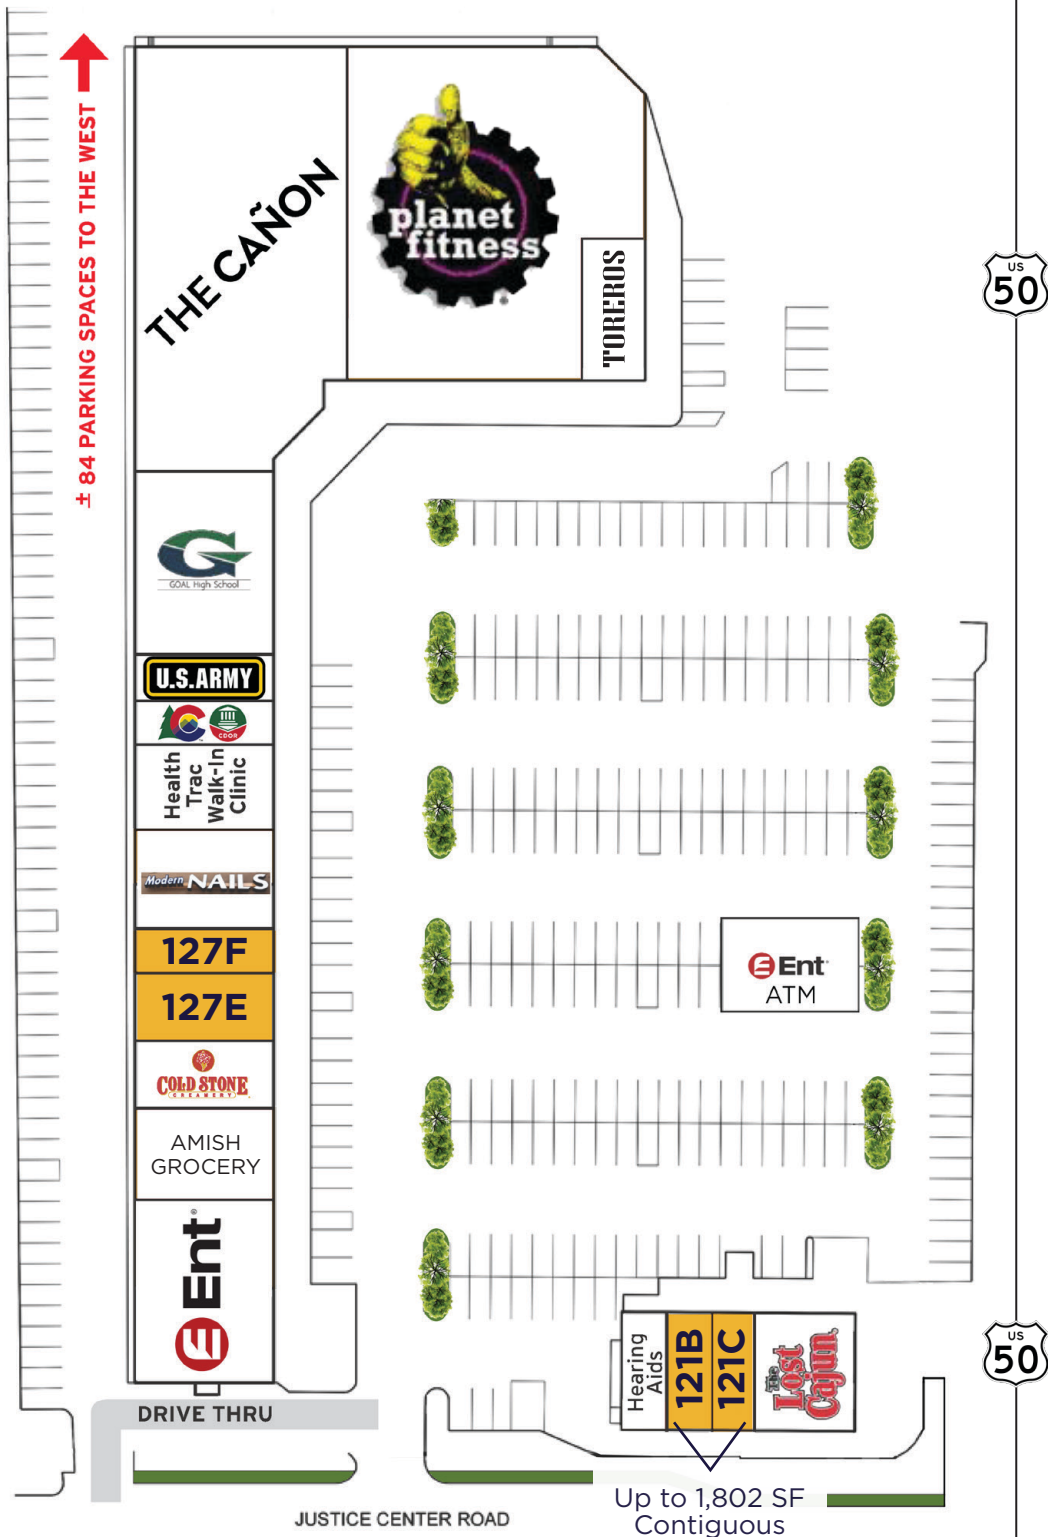 ± 84 PARKING SPACES TO THE WEST
THE CAÑON
planet
fitness®
TOREROS
US
50
G
GOAL High School
U.S.ARMY
C
CDOR
Health
Trac
Walk-In
Clinic
Modern NAILS
127F
127E
Ent
ATM
COLD STONE
CREAMERY
AMISH
GROCERY
Ent®
Hearing
Aids
121B
121C
The
Lost
Cajun
US
50
DRIVE THRU
Up to 1,802 SF
Contiguous
JUSTICE CENTER ROAD